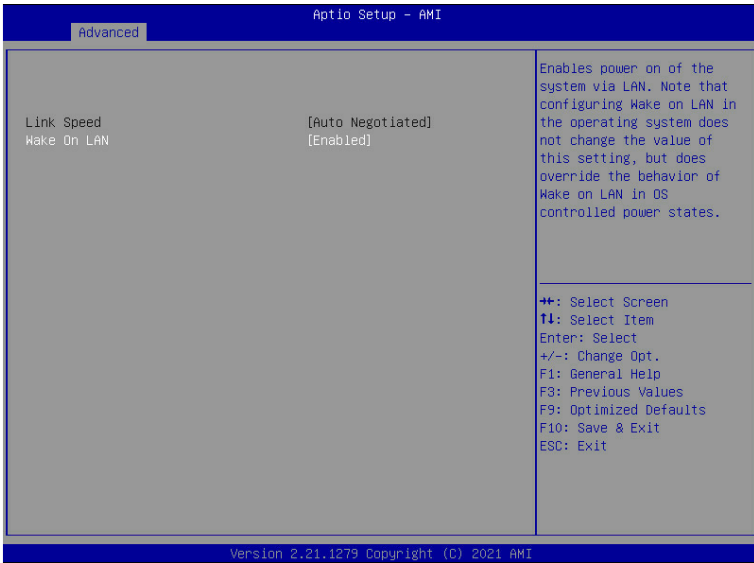 Aptio Setup – AMI
Advanced
Link Speed [Auto Negotiated]
Wake On LAN [Enabled]
Enables power on of the
system via LAN. Note that
configuring Wake on LAN in
the operating system does
not change the value of
this setting, but does
override the behavior of
Wake on LAN in OS
controlled power states.
→←: Select Screen
↑↓: Select Item
Enter: Select
+/-: Change Opt.
F1: General Help
F3: Previous Values
F9: Optimized Defaults
F10: Save & Exit
ESC: Exit
Version 2.21.1279 Copyright (C) 2021 AMI